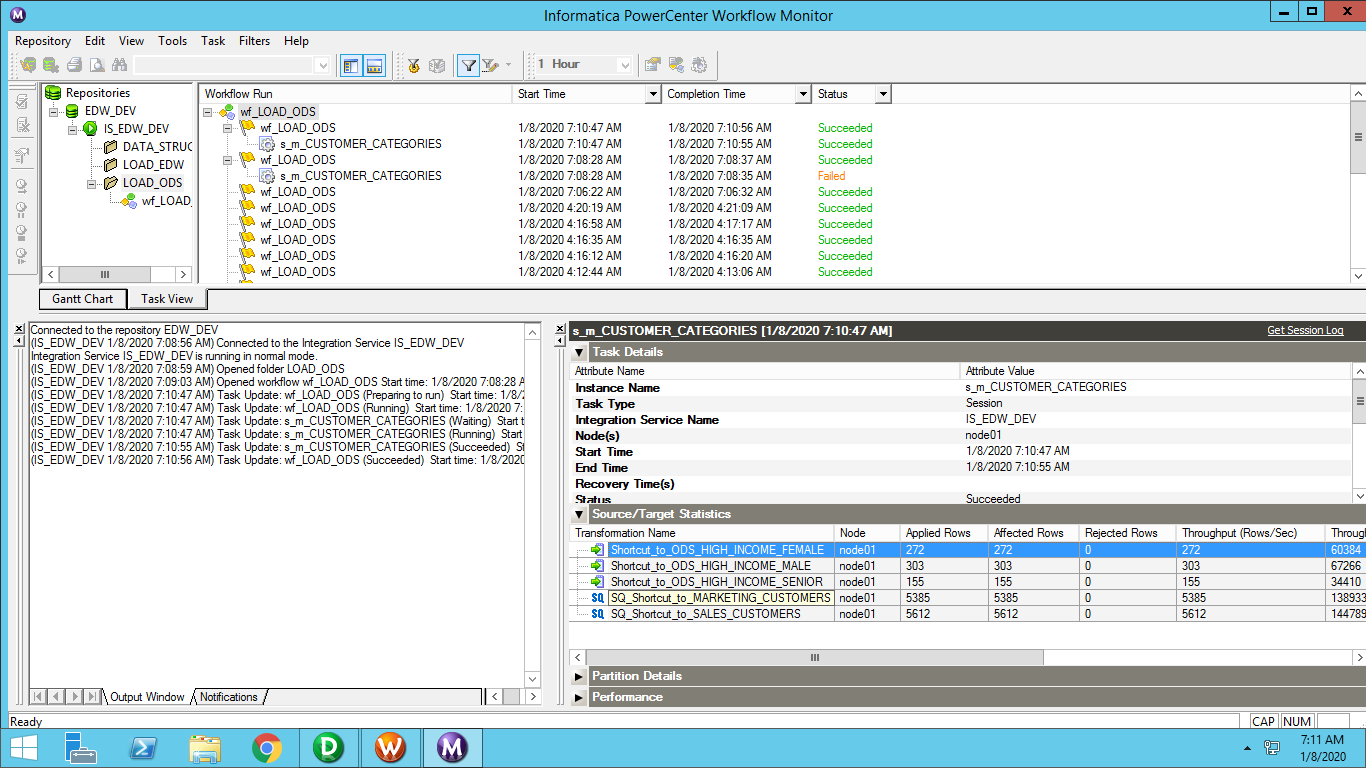 Informatica PowerCenter Workflow Monitor
Repository Edit View Tools Task Filters Help
1 Hour
Repositories
EDW_DEV
IS_EDW_DEV
DATA_STRUC
LOAD_EDW
LOAD_ODS
wf_LOAD_
Workflow Run Start Time Completion Time Status
wf_LOAD_ODS
wf_LOAD_ODS 1/8/2020 7:10:47 AM 1/8/2020 7:10:56 AM Succeeded
s_m_CUSTOMER_CATEGORIES 1/8/2020 7:10:47 AM 1/8/2020 7:10:55 AM Succeeded
wf_LOAD_ODS 1/8/2020 7:08:28 AM 1/8/2020 7:08:37 AM Succeeded
s_m_CUSTOMER_CATEGORIES 1/8/2020 7:08:28 AM 1/8/2020 7:08:35 AM Failed
wf_LOAD_ODS 1/8/2020 7:06:22 AM 1/8/2020 7:06:32 AM Succeeded
wf_LOAD_ODS 1/8/2020 4:20:19 AM 1/8/2020 4:21:09 AM Succeeded
wf_LOAD_ODS 1/8/2020 4:16:58 AM 1/8/2020 4:17:17 AM Succeeded
wf_LOAD_ODS 1/8/2020 4:16:35 AM 1/8/2020 4:16:35 AM Succeeded
wf_LOAD_ODS 1/8/2020 4:16:12 AM 1/8/2020 4:16:20 AM Succeeded
wf_LOAD_ODS 1/8/2020 4:12:44 AM 1/8/2020 4:13:06 AM Succeeded
Gantt Chart Task View
Connected to the repository EDW_DEV
(IS_EDW_DEV 1/8/2020 7:08:56 AM) Connected to the Integration Service IS_EDW_DEV
Integration Service IS_EDW_DEV is running in normal mode.
(IS_EDW_DEV 1/8/2020 7:08:59 AM) Opened folder LOAD_ODS
(IS_EDW_DEV 1/8/2020 7:09:03 AM) Opened workflow wf_LOAD_ODS Start time: 1/8/2020 7:08:28 A
(IS_EDW_DEV 1/8/2020 7:10:47 AM) Task Update: wf_LOAD_ODS (Preparing to run) Start time: 1/8/2
(IS_EDW_DEV 1/8/2020 7:10:47 AM) Task Update: wf_LOAD_ODS (Running) Start time: 1/8/2020 7:
(IS_EDW_DEV 1/8/2020 7:10:47 AM) Task Update: s_m_CUSTOMER_CATEGORIES (Waiting) Start t
(IS_EDW_DEV 1/8/2020 7:10:47 AM) Task Update: s_m_CUSTOMER_CATEGORIES (Running) Start
(IS_EDW_DEV 1/8/2020 7:10:55 AM) Task Update: s_m_CUSTOMER_CATEGORIES (Succeeded) St
(IS_EDW_DEV 1/8/2020 7:10:56 AM) Task Update: wf_LOAD_ODS (Succeeded) Start time: 1/8/2020
Output Window Notifications
s_m_CUSTOMER_CATEGORIES [1/8/2020 7:10:47 AM] Get Session Log
Task Details
Attribute Name Attribute Value
Instance Name s_m_CUSTOMER_CATEGORIES
Task Type Session
Integration Service Name IS_EDW_DEV
Node(s) node01
Start Time 1/8/2020 7:10:47 AM
End Time 1/8/2020 7:10:55 AM
Recovery Time(s)
Status Succeeded
Source/Target Statistics
Transformation Name Node Applied Rows Affected Rows Rejected Rows Throughput (Rows/Sec) Throug
Shortcut_to_ODS_HIGH_INCOME_FEMALE node01 272 272 0 272 60384
Shortcut_to_ODS_HIGH_INCOME_MALE node01 303 303 0 303 67266
Shortcut_to_ODS_HIGH_INCOME_SENIOR node01 155 155 0 155 34410
SQ SQ_Shortcut_to_MARKETING_CUSTOMERS node01 5385 5385 0 5385 138933
SQ SQ_Shortcut_to_SALES_CUSTOMERS node01 5612 5612 0 5612 144789
Partition Details
Performance
Ready CAP NUM
7:11 AM
1/8/2020